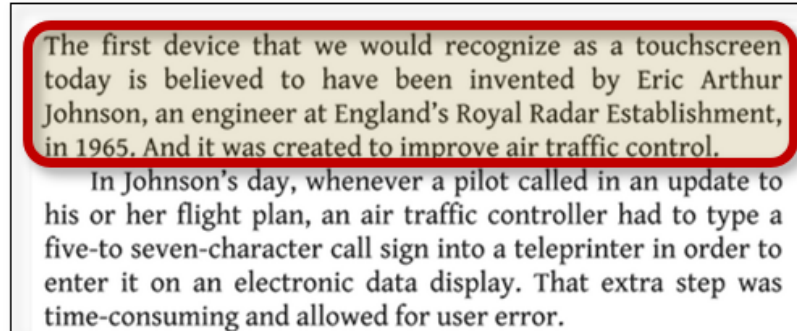 The first device that we would recognize as a touchscreen
today is believed to have been invented by Eric Arthur
Johnson, an engineer at England's Royal Radar Establishment,
in 1965. And it was created to improve air traffic control.
In Johnson's day, whenever a pilot called in an update to
his or her flight plan, an air traffic controller had to type a
five-to seven-character call sign into a teleprinter in order to
enter it on an electronic data display. That extra step was
time-consuming and allowed for user error.